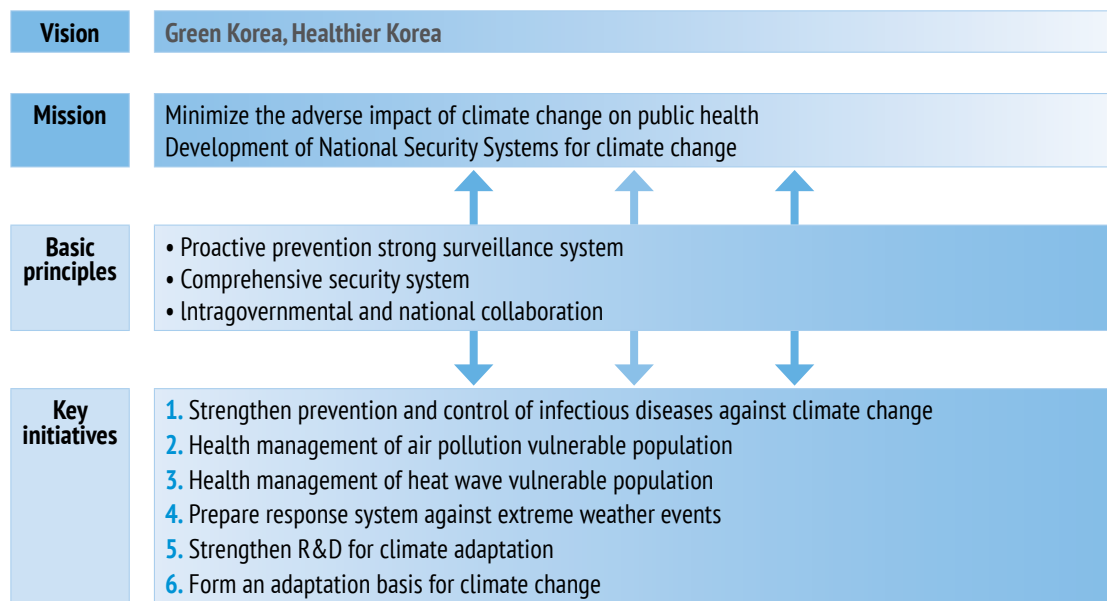 Vision
Green Korea, Healthier Korea
Mission
Minimize the adverse impact of climate change on public health
Development of National Security Systems for climate change
Basic
principles
• Proactive prevention strong surveillance system
• Comprehensive security system
• Intragovernmental and national collaboration
Key
initiatives
1. Strengthen prevention and control of infectious diseases against climate change
2. Health management of air pollution vulnerable population
3. Health management of heat wave vulnerable population
4. Prepare response system against extreme weather events
5. Strengthen R&D for climate adaptation
6. Form an adaptation basis for climate change